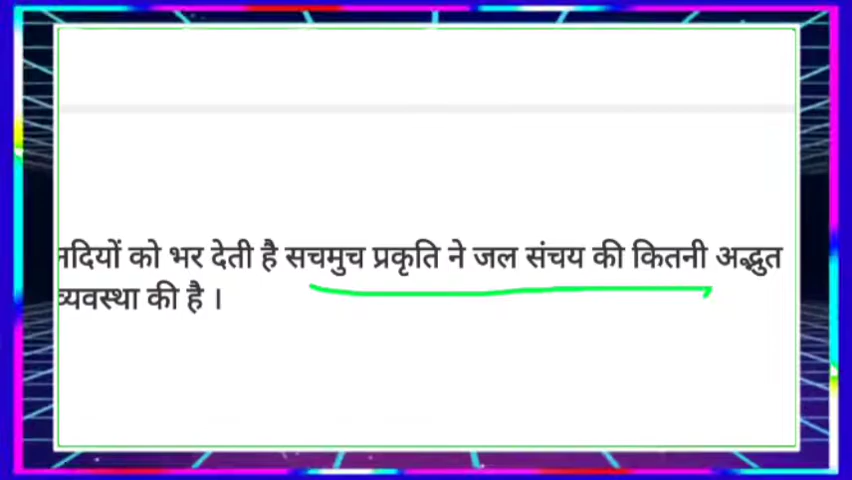 नदियों को भर देती है सचमुच प्रकृति ने जल संचय की कितनी अद्भुत
व्यवस्था की है ।